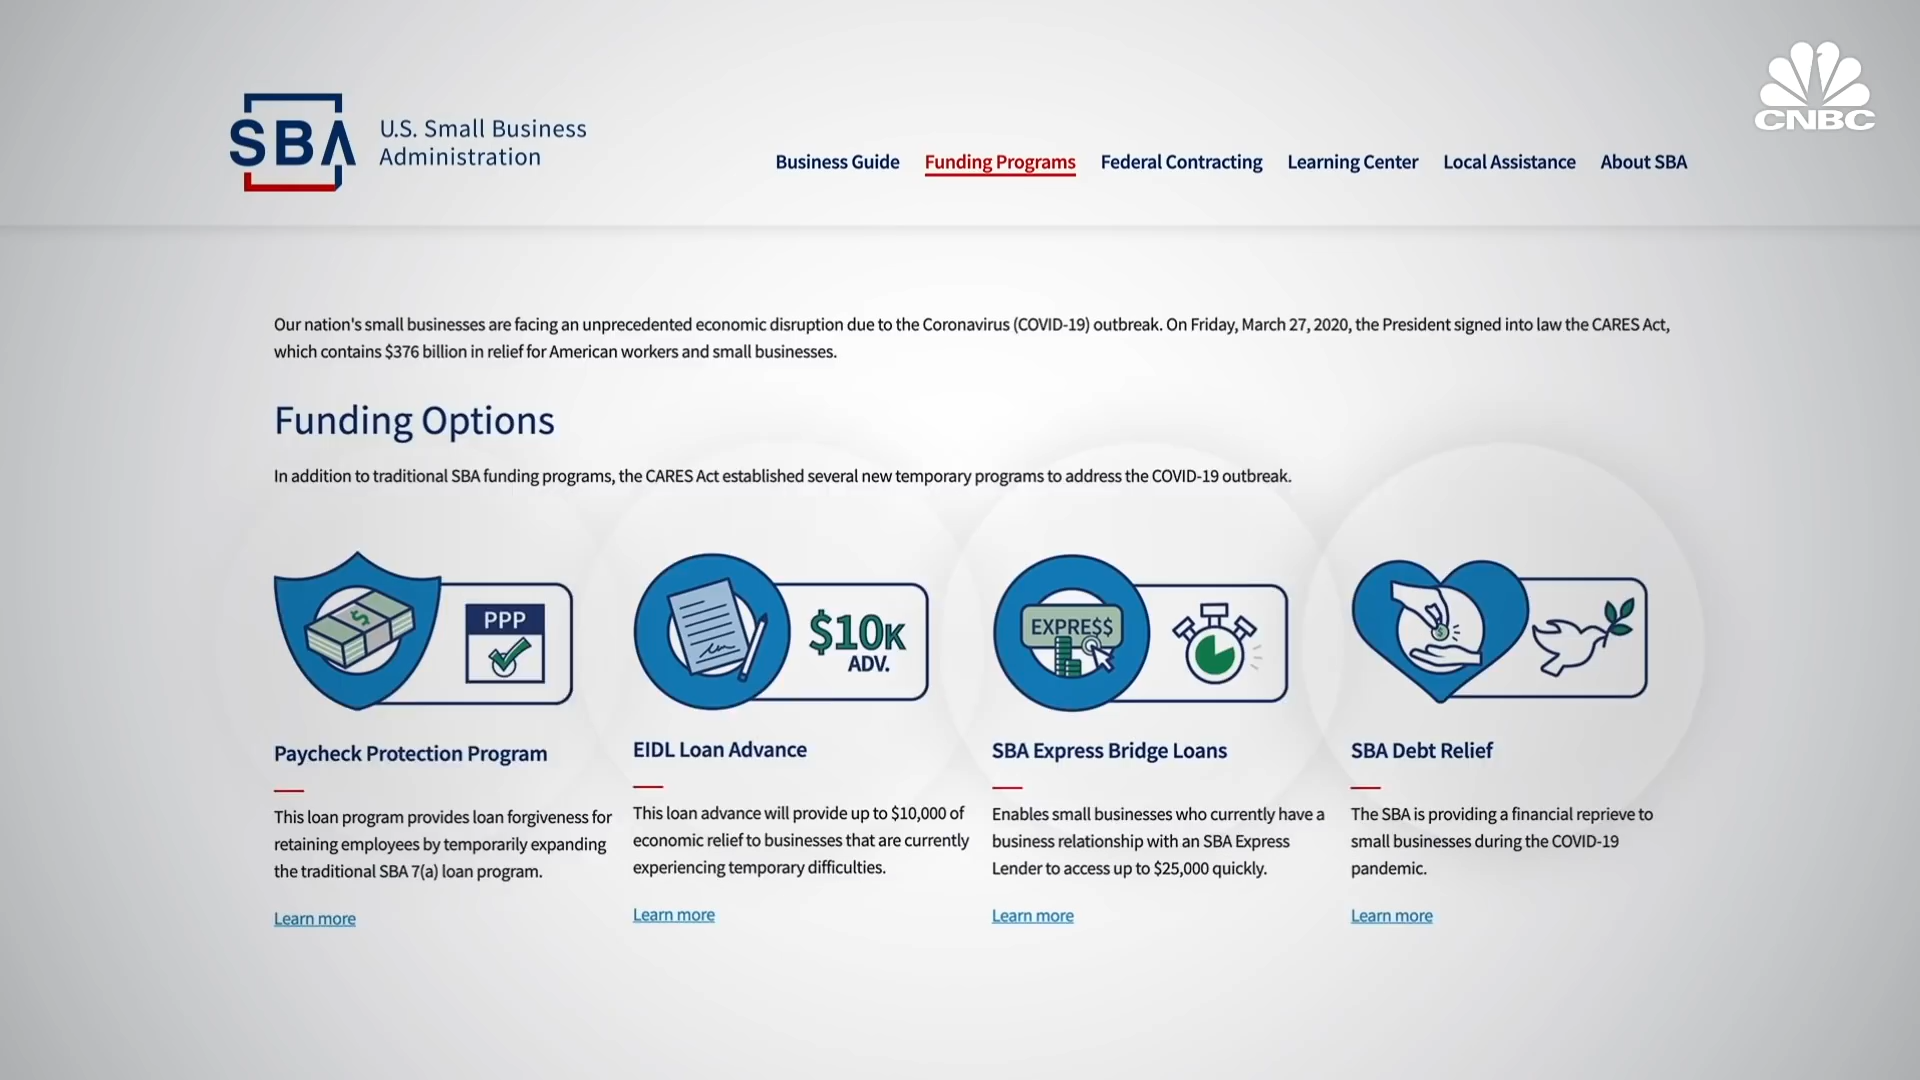 CNBC
SBA
U.S. Small Business
Administration
Business Guide
Funding Programs
Federal Contracting
Learning Center
Local Assistance
About SBA
Our nation's small businesses are facing an unprecedented economic disruption due to the Coronavirus (COVID-19) outbreak. On Friday, March 27, 2020, the President signed into law the CARES Act,
which contains $376 billion in relief for American workers and small businesses.
Funding Options
In addition to traditional SBA funding programs, the CARES Act established several new temporary programs to address the COVID-19 outbreak.
$
PPP
Paycheck Protection Program
This loan program provides loan forgiveness for
retaining employees by temporarily expanding
the traditional SBA 7(a) loan program.
Learn more
$10K
ADV.
EIDL Loan Advance
This loan advance will provide up to $10,000 of
economic relief to businesses that are currently
experiencing temporary difficulties.
Learn more
EXPRE$$
SBA Express Bridge Loans
Enables small businesses who currently have a
business relationship with an SBA Express
Lender to access up to $25,000 quickly.
Learn more
$
SBA Debt Relief
The SBA is providing a financial reprieve to
small businesses during the COVID-19
pandemic.
Learn more